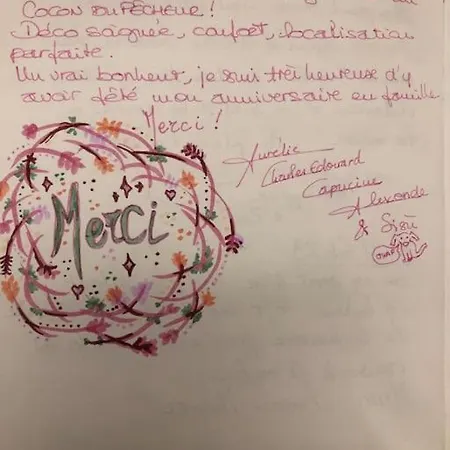 COCON DU PÊCHEUR !
Déco soignée, confort, localisation
parfaite.
Un vrai bonheur, je suis très heureuse d'y
avoir fêté mon anniversaire en famille
Merci !
Aurélie
Charles Edouard
Capucine
Alexandre
& Sisù
Merci